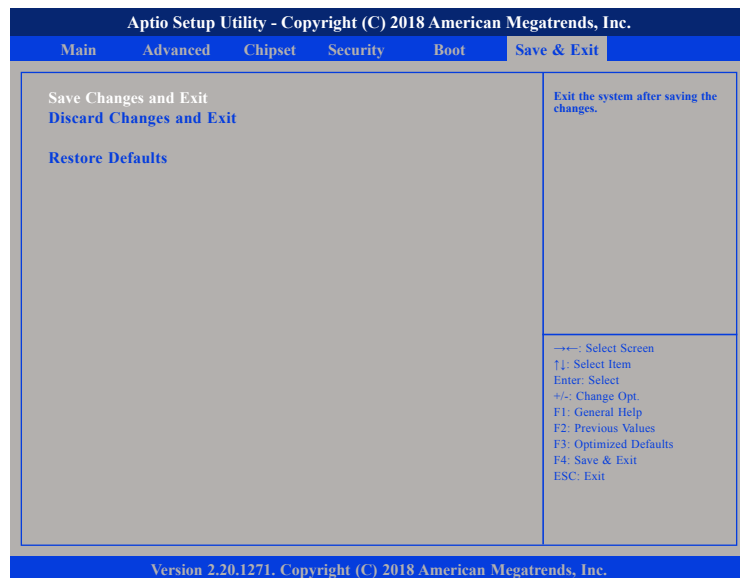 Aptio Setup Utility - Copyright (C) 2018 American Megatrends, Inc.
Main Advanced Chipset Security Boot Save & Exit
Save Changes and Exit
Discard Changes and Exit
Restore Defaults
Exit the system after saving the
changes.
→←: Select Screen
↑↓: Select Item
Enter: Select
+/-: Change Opt.
F1: General Help
F2: Previous Values
F3: Optimized Defaults
F4: Save & Exit
ESC: Exit
Version 2.20.1271. Copyright (C) 2018 American Megatrends, Inc.